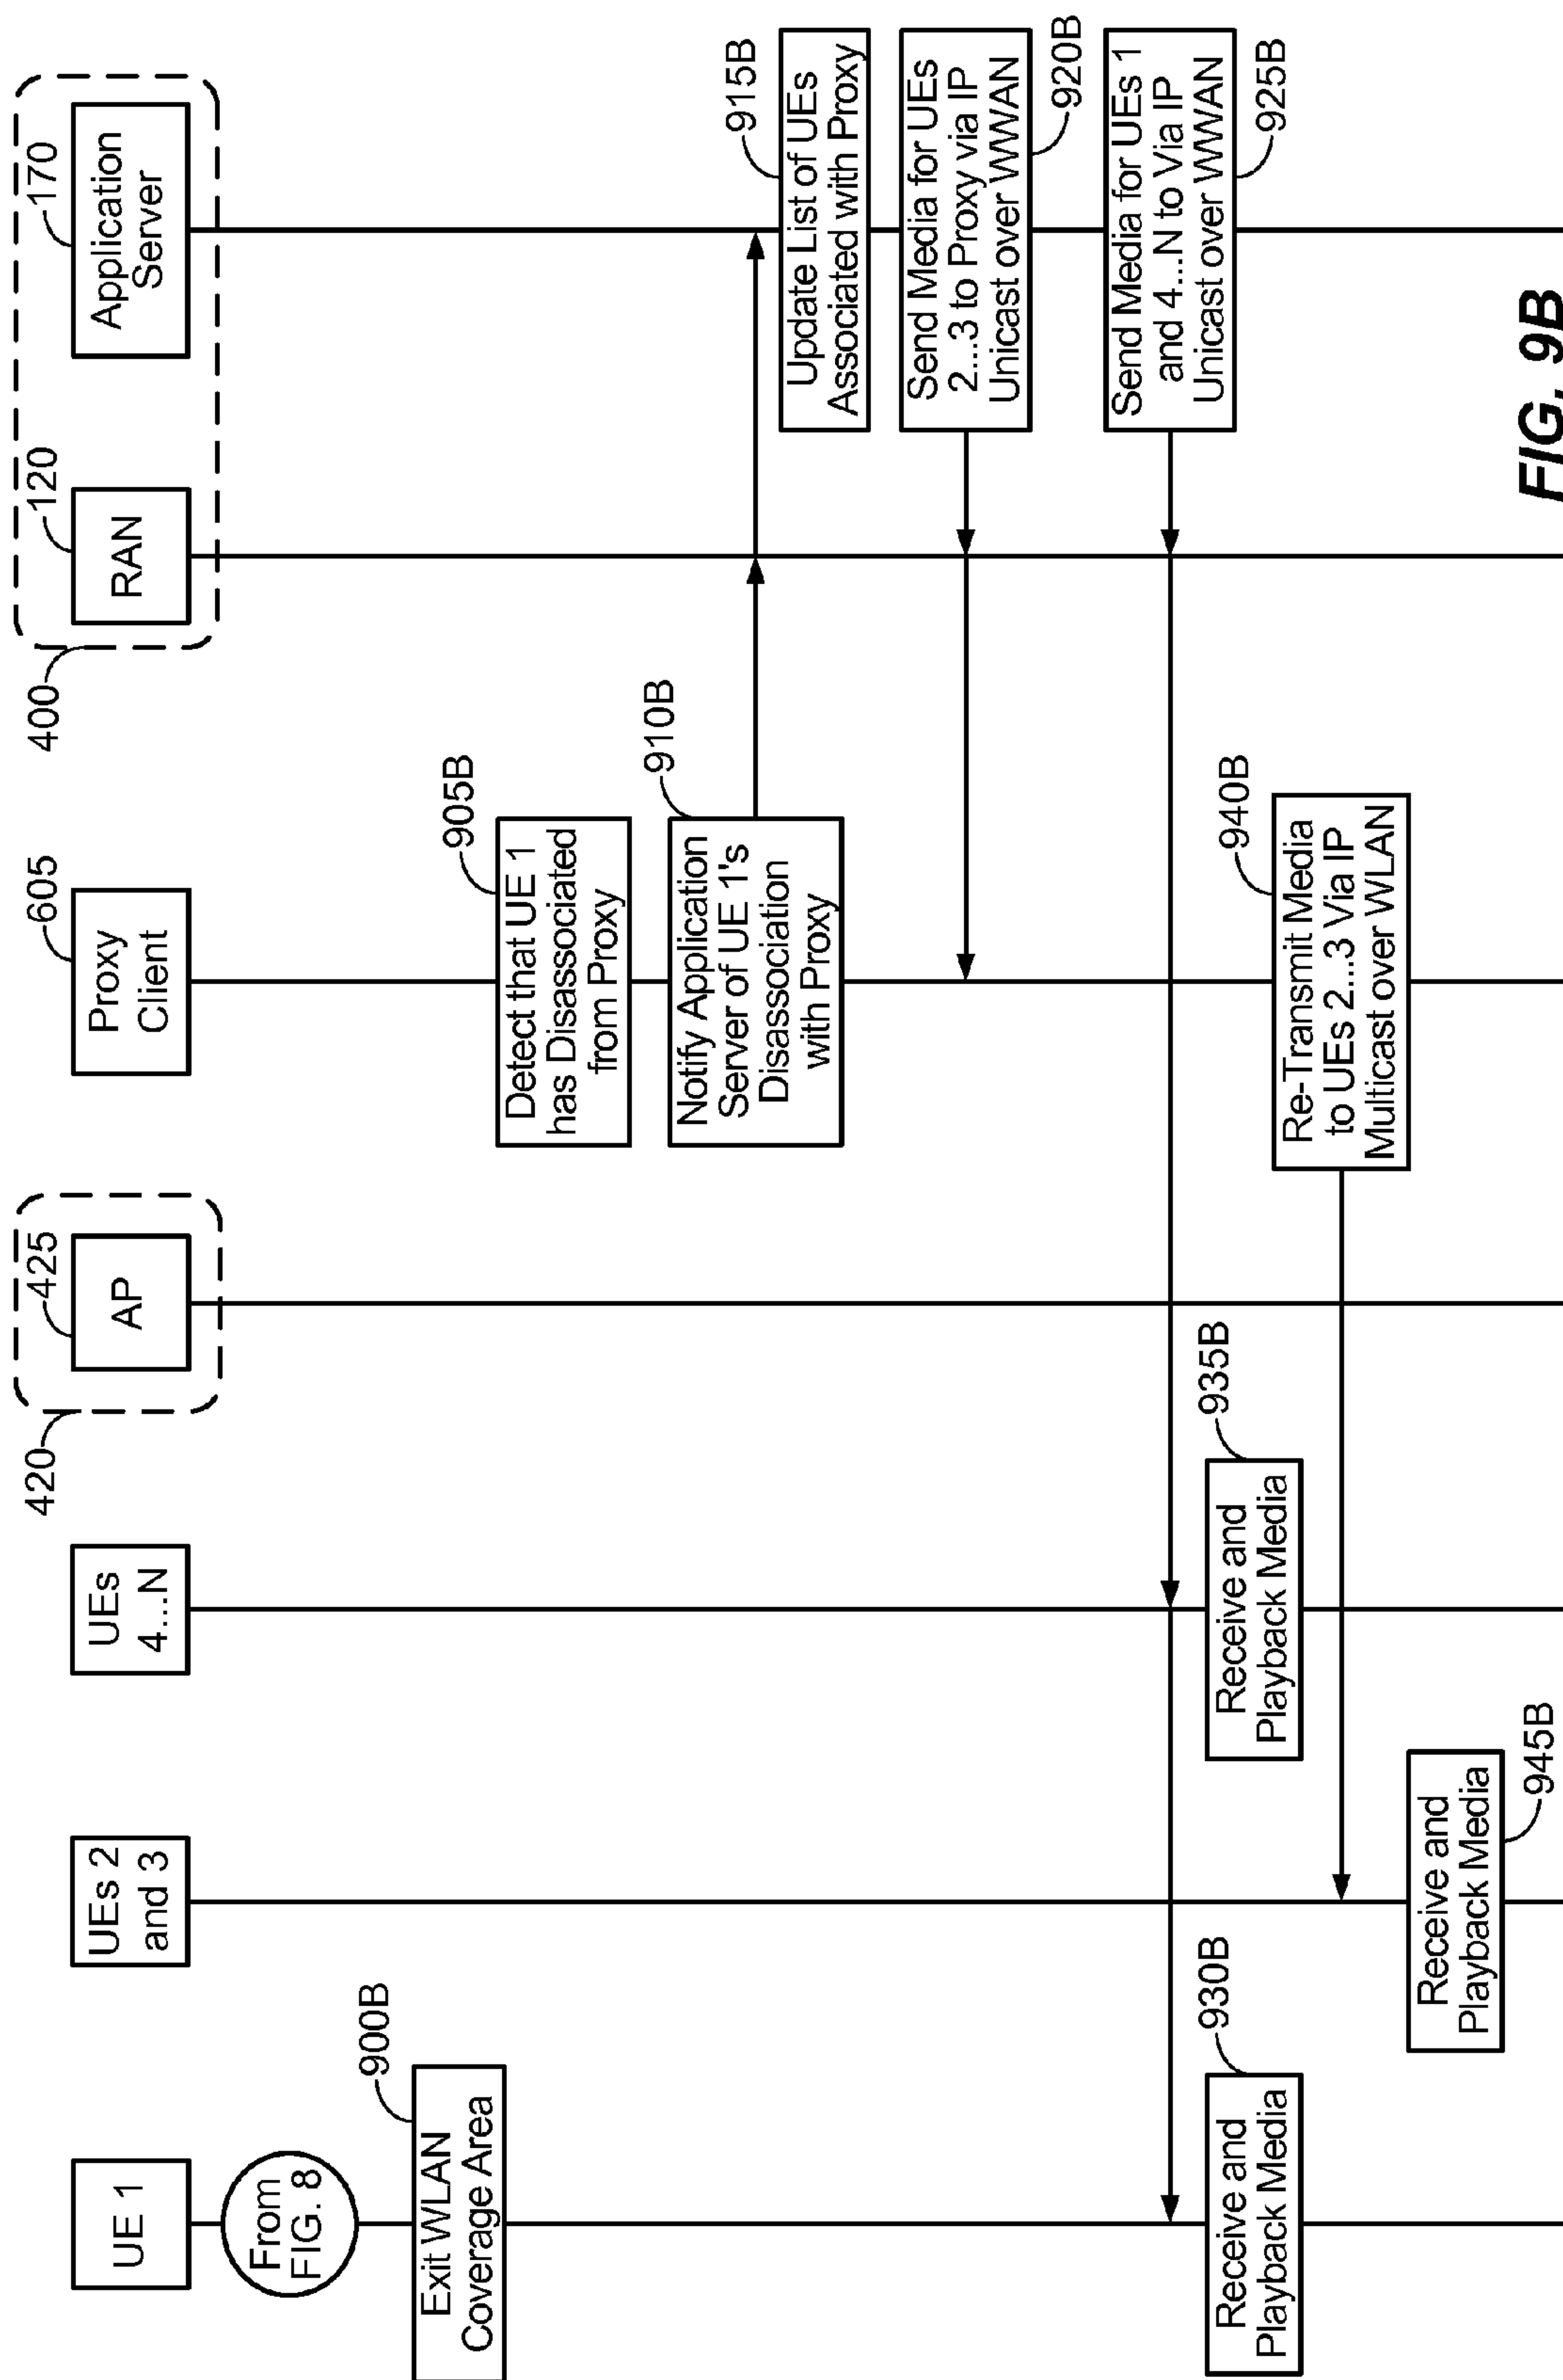 UE 1
UEs 2
and 3
UEs
4...N
420
425
AP
Proxy
Client
605
400
120
RAN
170
Application
Server
From
FIG. 8
900B
Exit WLAN
Coverage Area
905B
Detect that UE 1
has Disassociated
from Proxy
910B
Notify Application
Server of UE 1's
Disassociation
with Proxy
915B
Update List of UEs
Associated with Proxy
Send Media for UEs
2...3 to Proxy via IP
Unicast over WWAN
920B
Send Media for UEs 1
and 4...N to Via IP
Unicast over WWAN
925B
930B
Receive and
Playback Media
935B
Receive and
Playback Media
940B
Re-Transmit Media
to UEs 2...3 Via IP
Multicast over WLAN
Receive and
Playback Media
945B
FIG. 9B